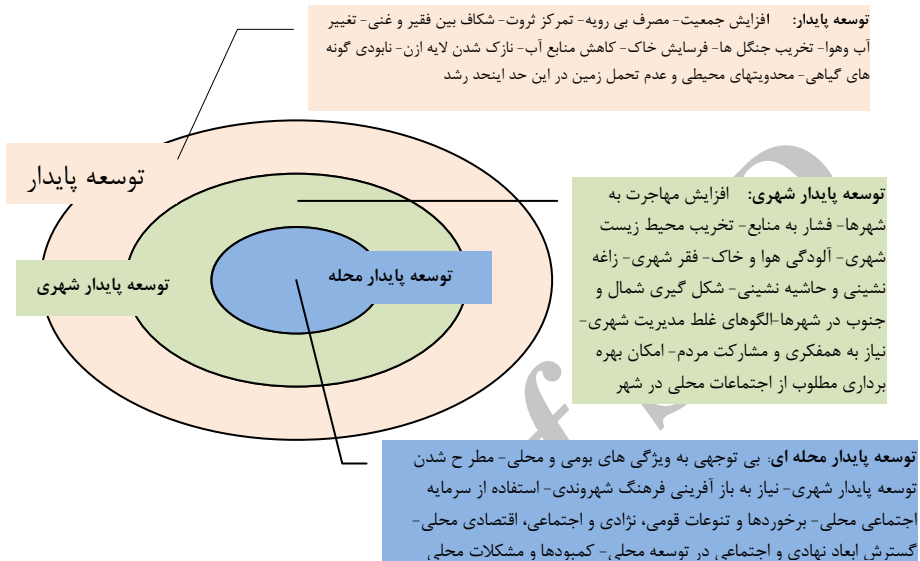 توسعه پایدار: افزایش جمعیت- مصرف بی رویه- تمرکز ثروت- شکاف بین فقیر و غنی- تغییر
آب وهوا- تخریب جنگل ها- فرسایش خاک- کاهش منابع آب- نازک شدن لایه ازن- نابودی گونه
های گیاهی- محدویتهای محیطی و عدم تحمل زمین در این حد اینحد رشد
توسعه پایدار
توسعه پایدار شهری: افزایش مهاجرت به
شهرها- فشار به منابع- تخریب محیط زیست
شهری- آلودگی هوا و خاک- فقر شهری- زاغه
نشینی و حاشیه نشینی- شکل گیری شمال و
جنوب در شهرها-الگوهای غلط مدیریت شهری-
نیاز به همفکری و مشارکت مردم- امکان بهره
برداری مطلوب از اجتماعات محلی در شهر
توسعه پایدار محله
توسعه پایدار شهری
توسعه پایدار محله ای: بی توجهی به ویژگی های بومی و محلی- مطر ح شدن
توسعه پایدار شهری- نیاز به باز آفرینی فرهنگ شهروندی- استفاده از سرمایه
اجتماعی محلی- برخوردها و تنوعات قومی، نژادی و اجتماعی، اقتصادی محلی-
گسترش ابعاد نهادی و اجتماعی در توسعه محلی- کمبودها و مشکلات محلی